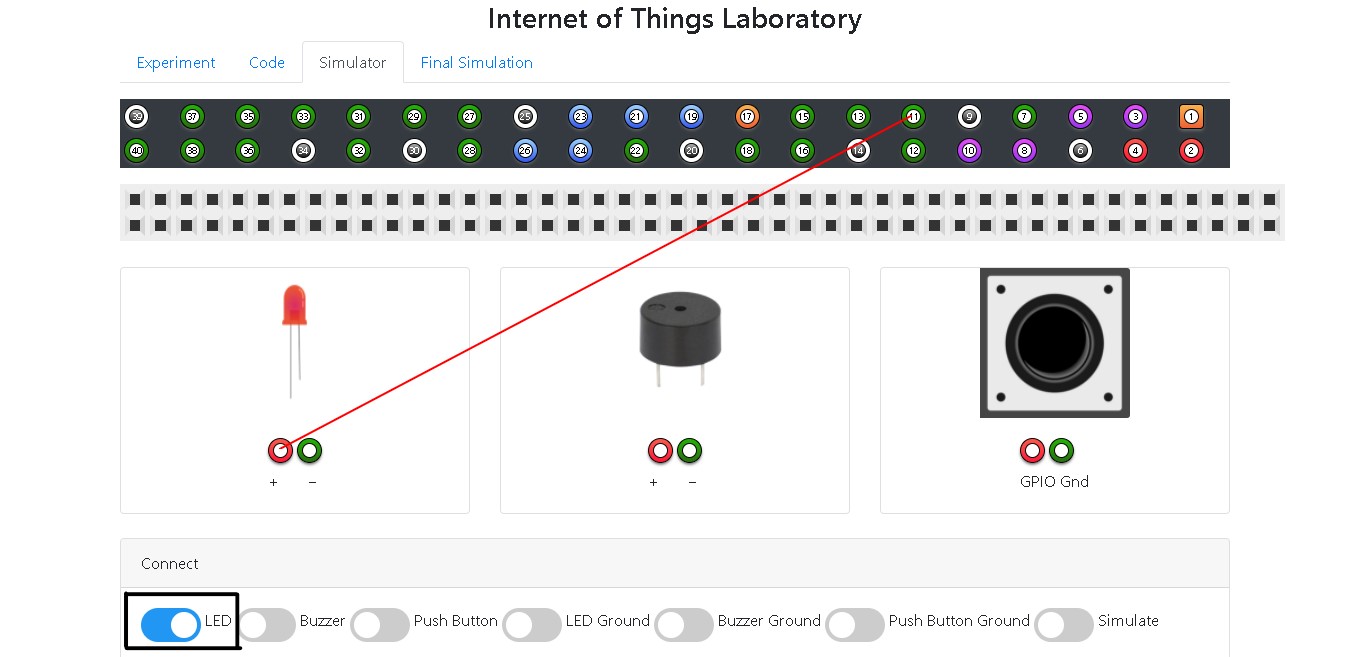 Internet of Things Laboratory
Experiment Code Simulator Final Simulation
39 37 35 33 31 29 27 25 23 21 19 17 15 13 11 9 7 5 3 1
40 38 36 34 32 30 28 26 24 22 20 18 16 14 12 10 8 6 4 2
+ − + − GPIO Gnd
Connect
LED Buzzer Push Button LED Ground Buzzer Ground Push Button Ground Simulate